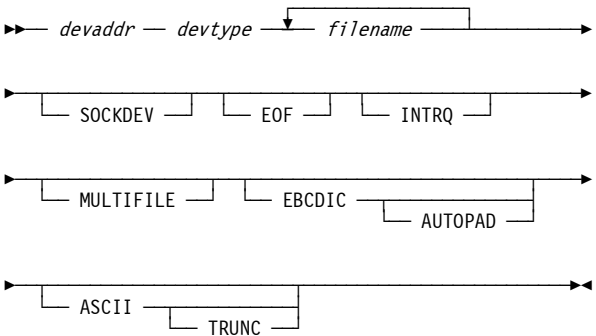 devaddr devtype filename
SOCKDEV EOF INTRQ
MULTIFILE EBCDIC
AUTOPAD
ASCII
TRUNC